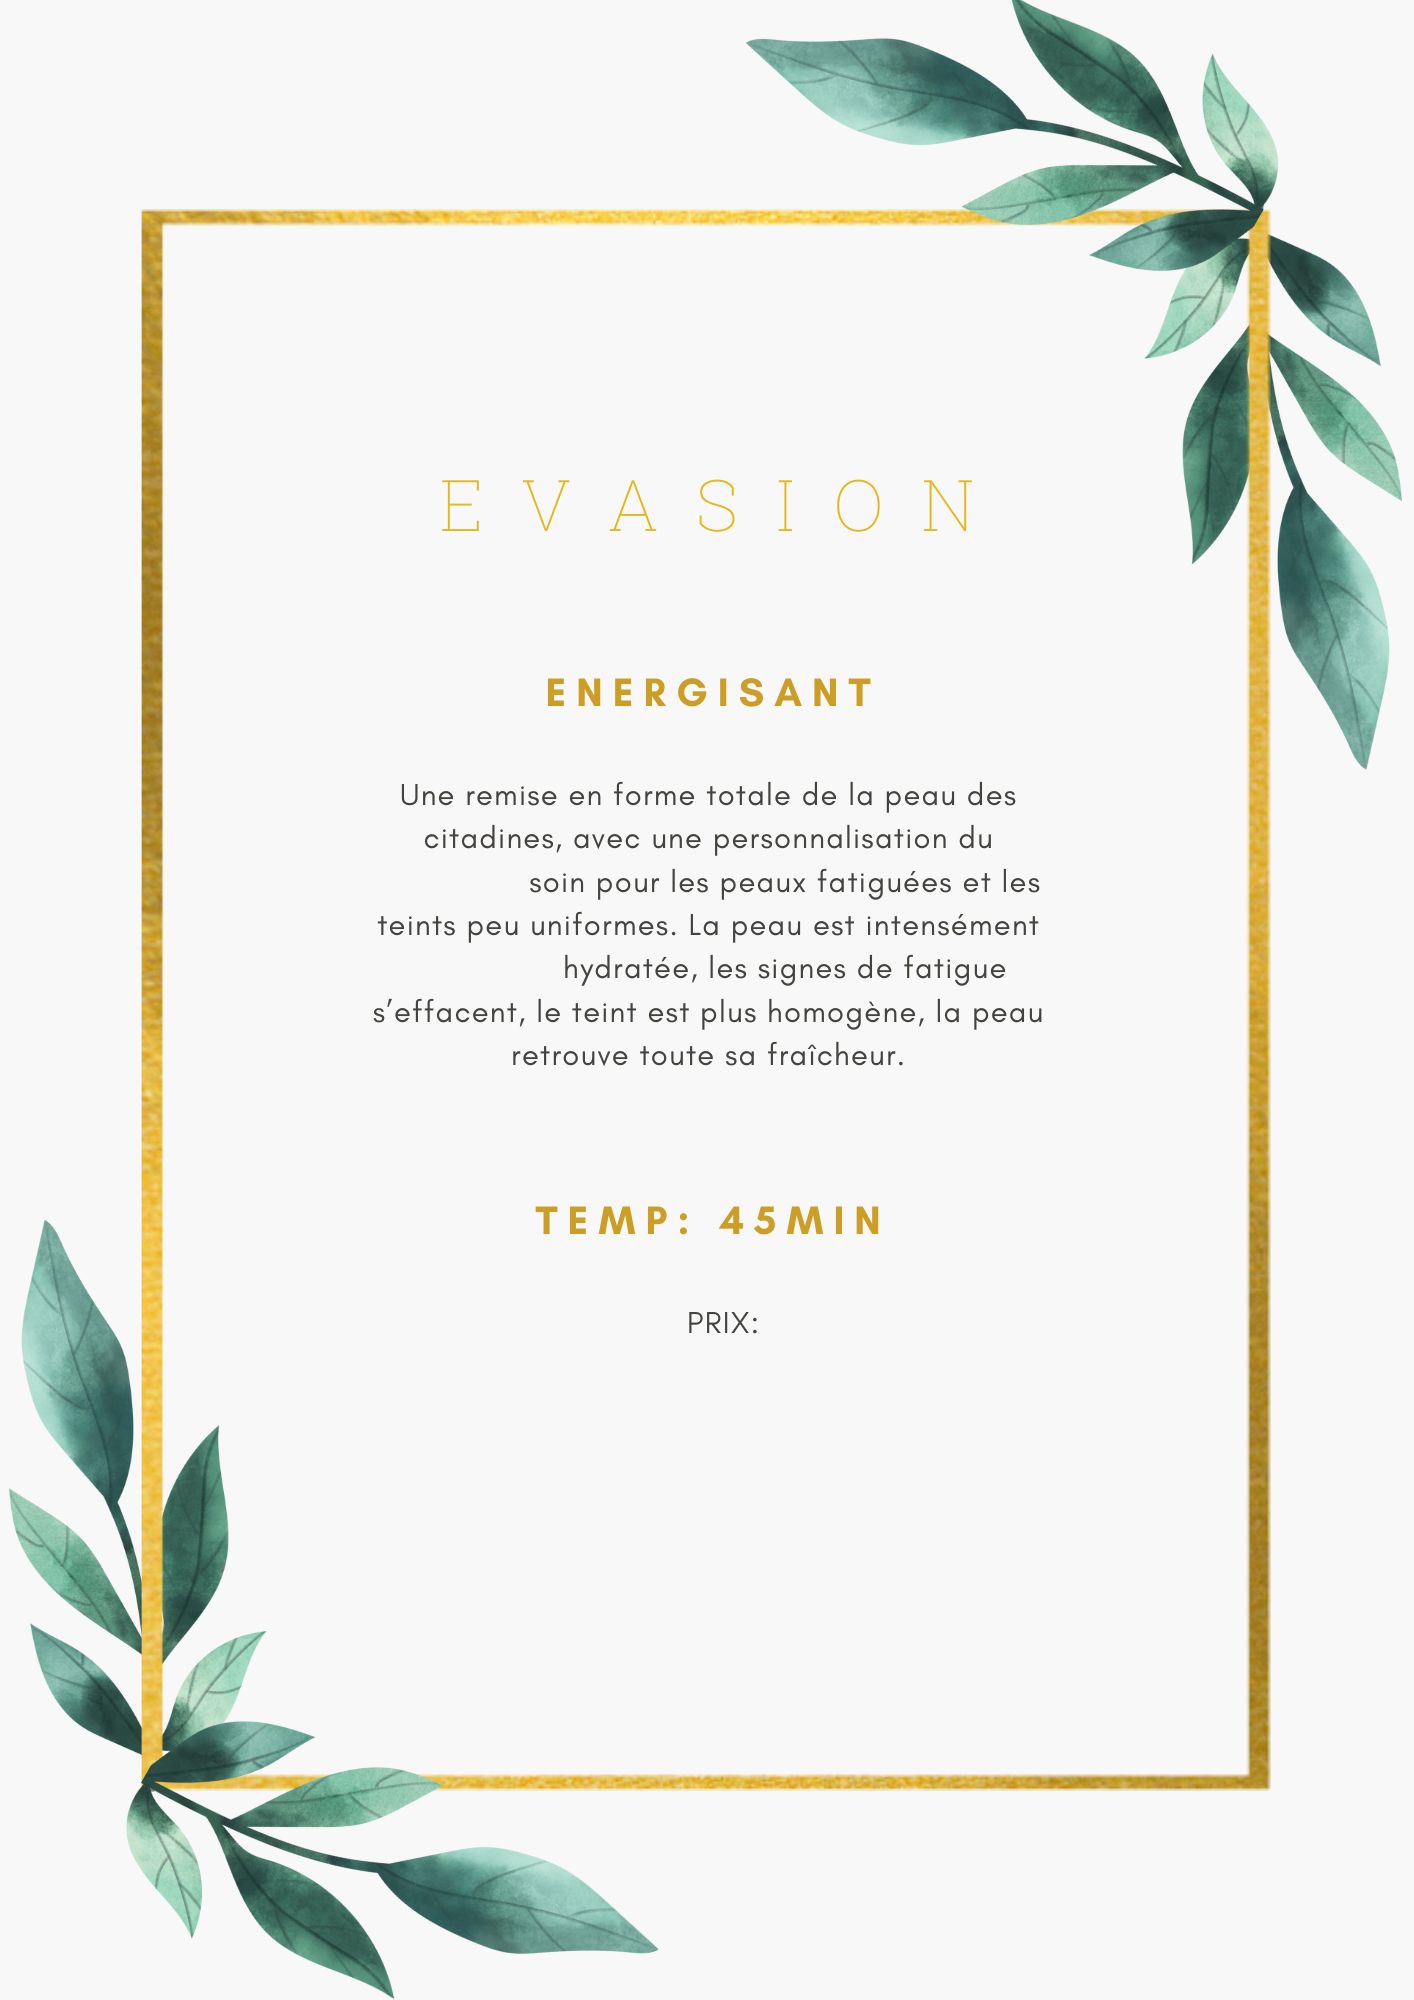 EVASION
ENERGISANT
Une remise en forme totale de la peau des
citadines, avec une personnalisation du
soin pour les peaux fatiguées et les
teints peu uniformes. La peau est intensément
hydratée, les signes de fatigue
s’effacent, le teint est plus homogène, la peau
retrouve toute sa fraîcheur.
TEMP: 45MIN
PRIX: